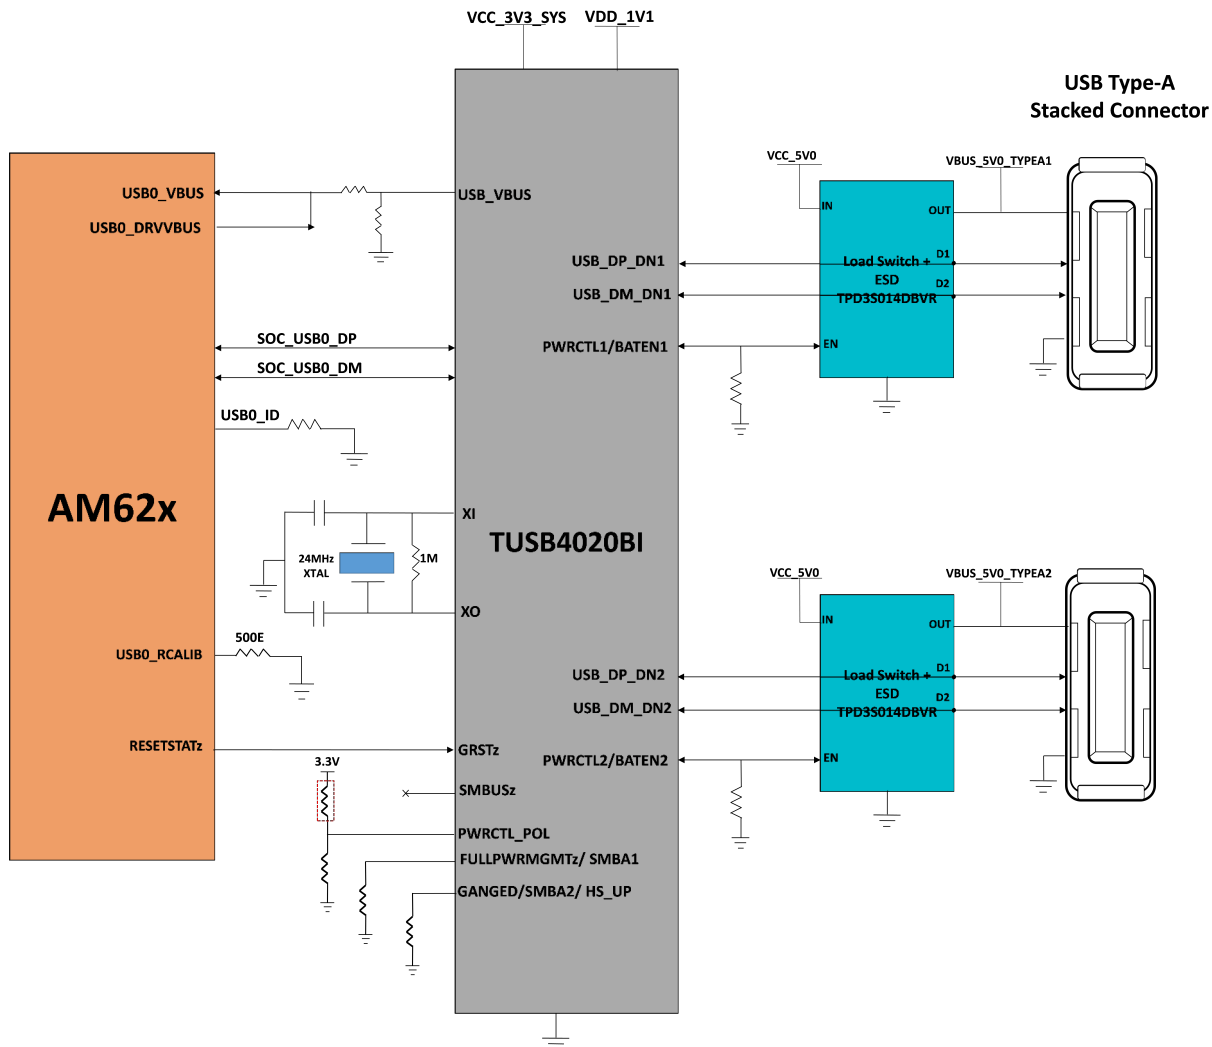 VCC_3V3_SYS
VDD_1V1
USB Type-A
Stacked Connector
AM62x
USB0_VBUS
USB0_DRVVBUS
SOC_USB0_DP
SOC_USB0_DM
USB0_ID
24MHz
XTAL
1M
USB0_RCALIB
500E
RESETSTATz
3.3V
TUSB4020BI
USB_VBUS
XI
XO
GRSTz
SMBUSz
PWRCTL_POL
FULLPWRMGMTz/ SMBA1
GANGED/SMBA2/ HS_UP
USB_DP_DN1
USB_DM_DN1
PWRCTL1/BATEN1
USB_DP_DN2
USB_DM_DN2
PWRCTL2/BATEN2
VCC_5V0
IN
OUT
D1
Load Switch +
ESD
D2
TPD3S014DBVR
EN
VBUS_5V0_TYPEA1
VCC_5V0
IN
OUT
D1
Load Switch +
ESD
D2
TPD3S014DBVR
EN
VBUS_5V0_TYPEA2